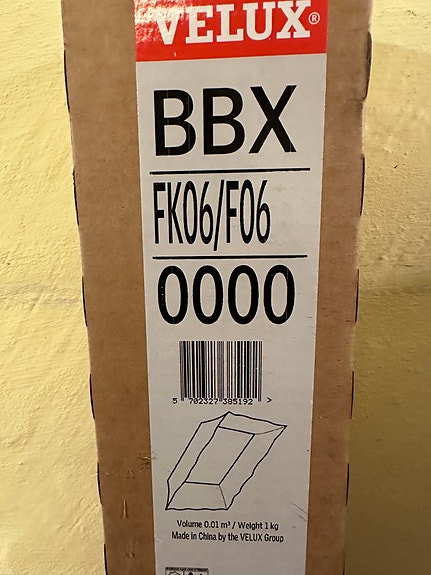 VELUX®
BBX
FK06/F06
0000
5 702327 385192 >
Volume 0.01 m³ / Weight 1 kg
Made in China by the VELUX Group